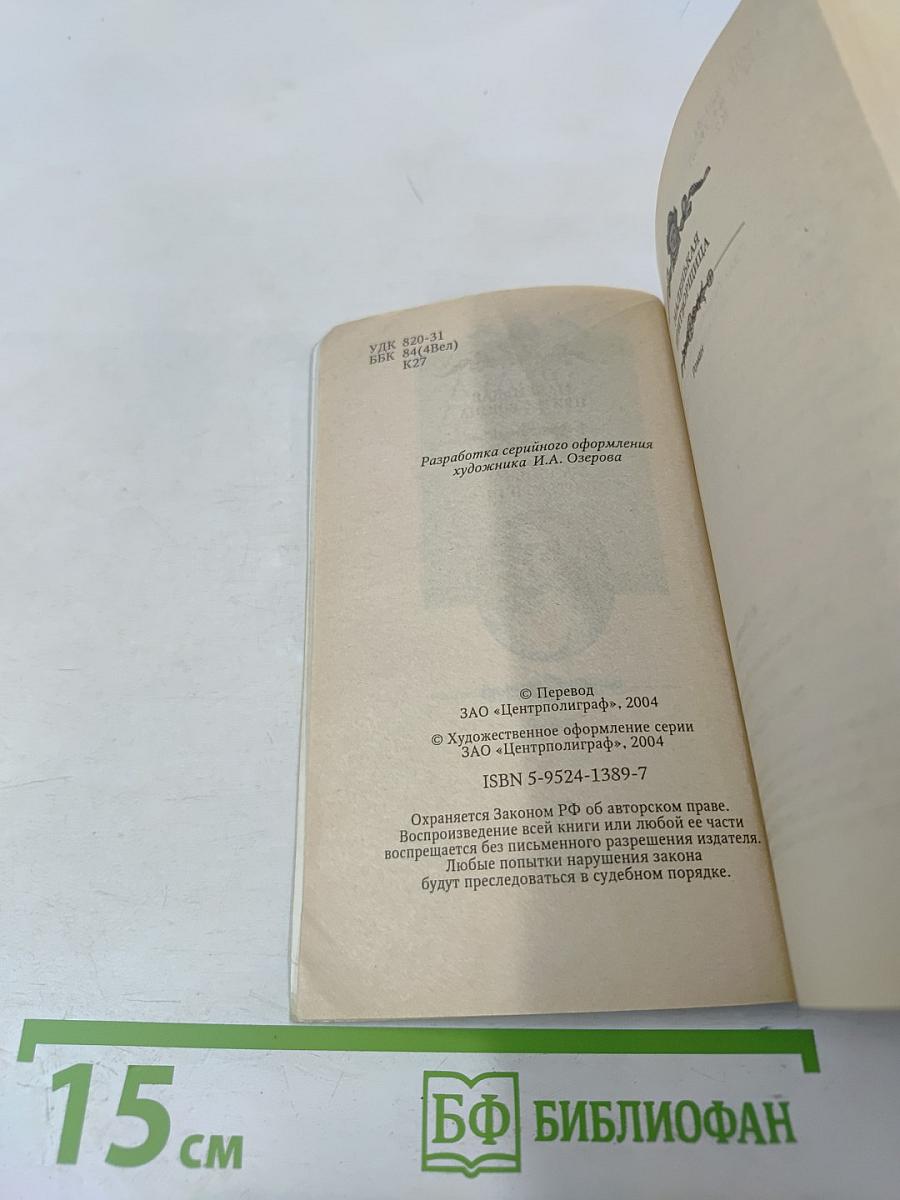 УДК 820-31
ББК 84(4Вел)
К27
Разработка серийного оформления
художника И.А. Озерова
© Перевод
ЗАО «Центрполиграф», 2004
© Художественное оформление серии
ЗАО «Центрполиграф», 2004
ISBN 5-9524-1389-7
Охраняется Законом РФ об авторском праве.
Воспроизведение всей книги или любой ее части
воспрещается без письменного разрешения издателя.
Любые попытки нарушения закона
будут преследоваться в судебном порядке.
Роман
15 см
БФ БИБЛИОФАН